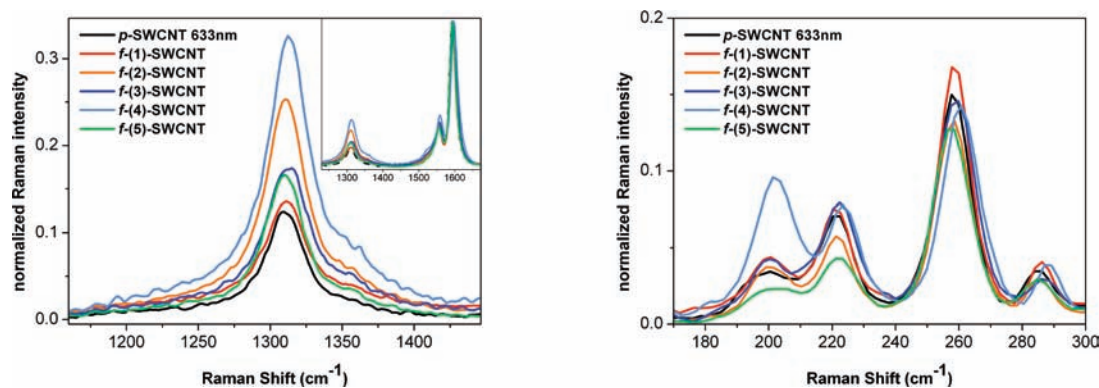 normalized Raman intensity
0.3
0.2
0.1
0.0
p-SWCNT 633nm
f-(1)-SWCNT
f-(2)-SWCNT
f-(3)-SWCNT
f-(4)-SWCNT
f-(5)-SWCNT
1300 1400 1500 1600
1200 1250 1300 1350 1400
Raman Shift (cm⁻¹)
normalized Raman intensity
0.2
0.1
0.0
p-SWCNT 633nm
f-(1)-SWCNT
f-(2)-SWCNT
f-(3)-SWCNT
f-(4)-SWCNT
f-(5)-SWCNT
180 200 220 240 260 280 300
Raman Shift (cm⁻¹)